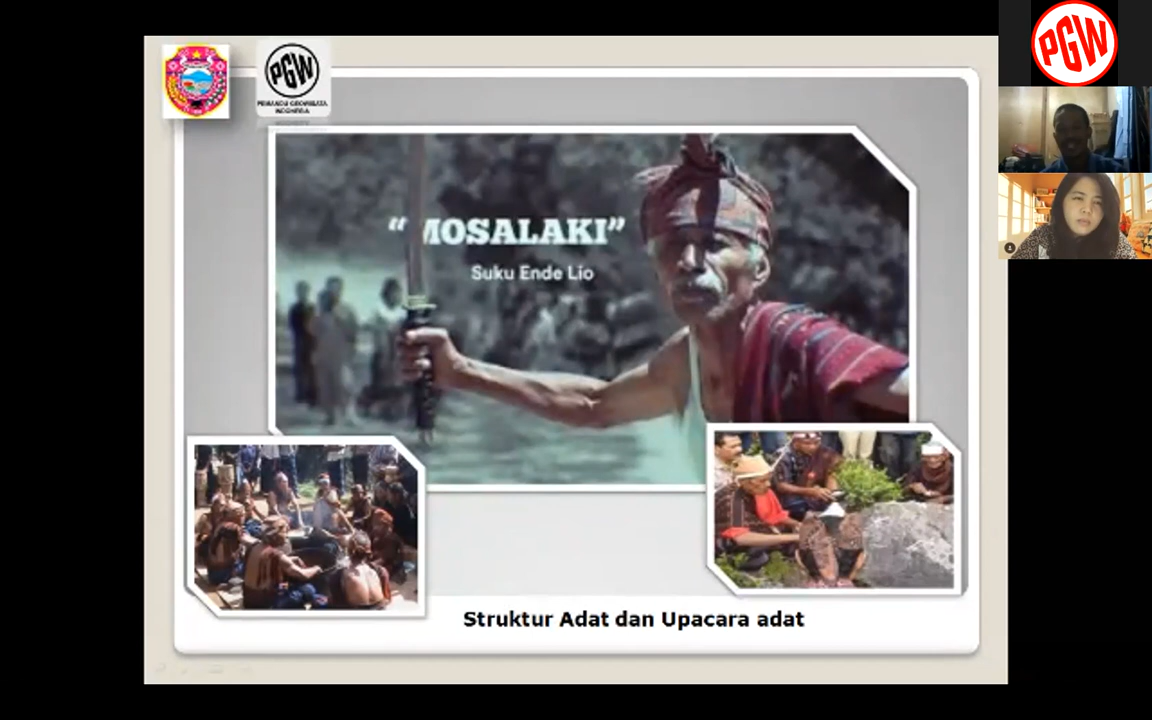 PGW
PEMANDU GEOWISATA
INDONESIA
PGW
“ MOSALAKI”
Suku Ende Lio
Struktur Adat dan Upacara adat